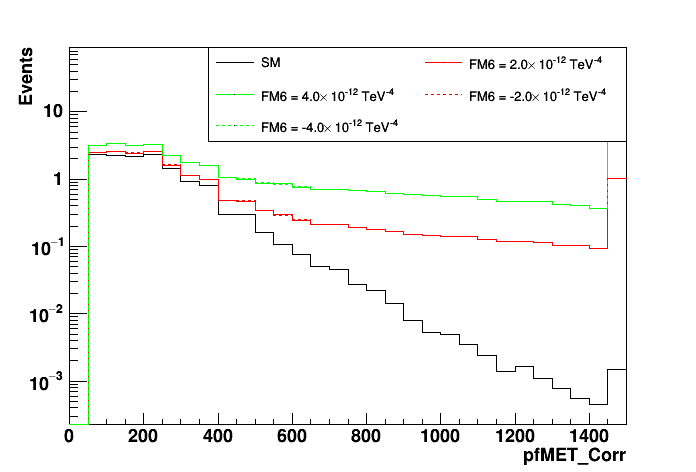 Events
SM
FM6 = 2.0× 10⁻¹² TeV⁻⁴
FM6 = 4.0× 10⁻¹² TeV⁻⁴
FM6 = -2.0× 10⁻¹² TeV⁻⁴
FM6 = -4.0× 10⁻¹² TeV⁻⁴
10
1
10⁻¹
10⁻²
10⁻³
0 200 400 600 800 1000 1200 1400
pfMET_Corr